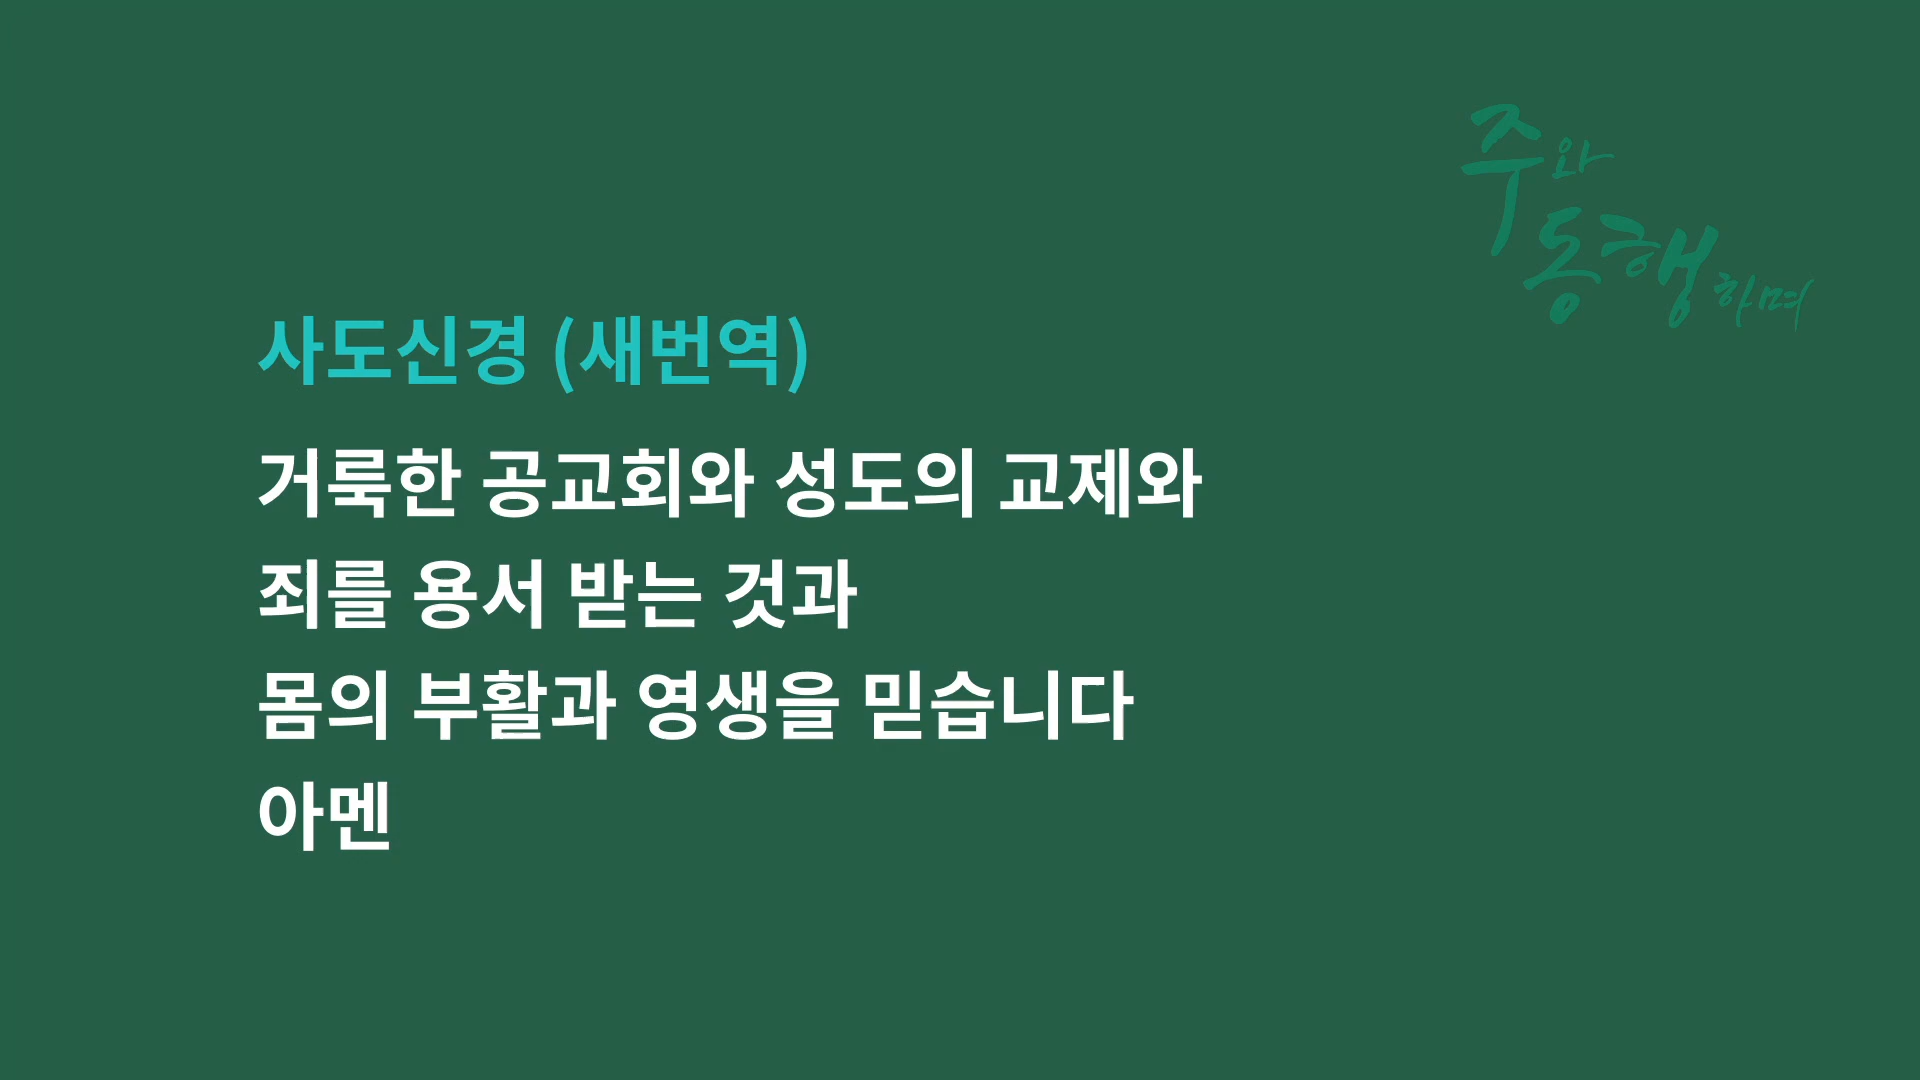 주와
동행하며
사도신경 (새번역)
거룩한 공교회와 성도의 교제와
죄를 용서 받는 것과
몸의 부활과 영생을 믿습니다
아멘